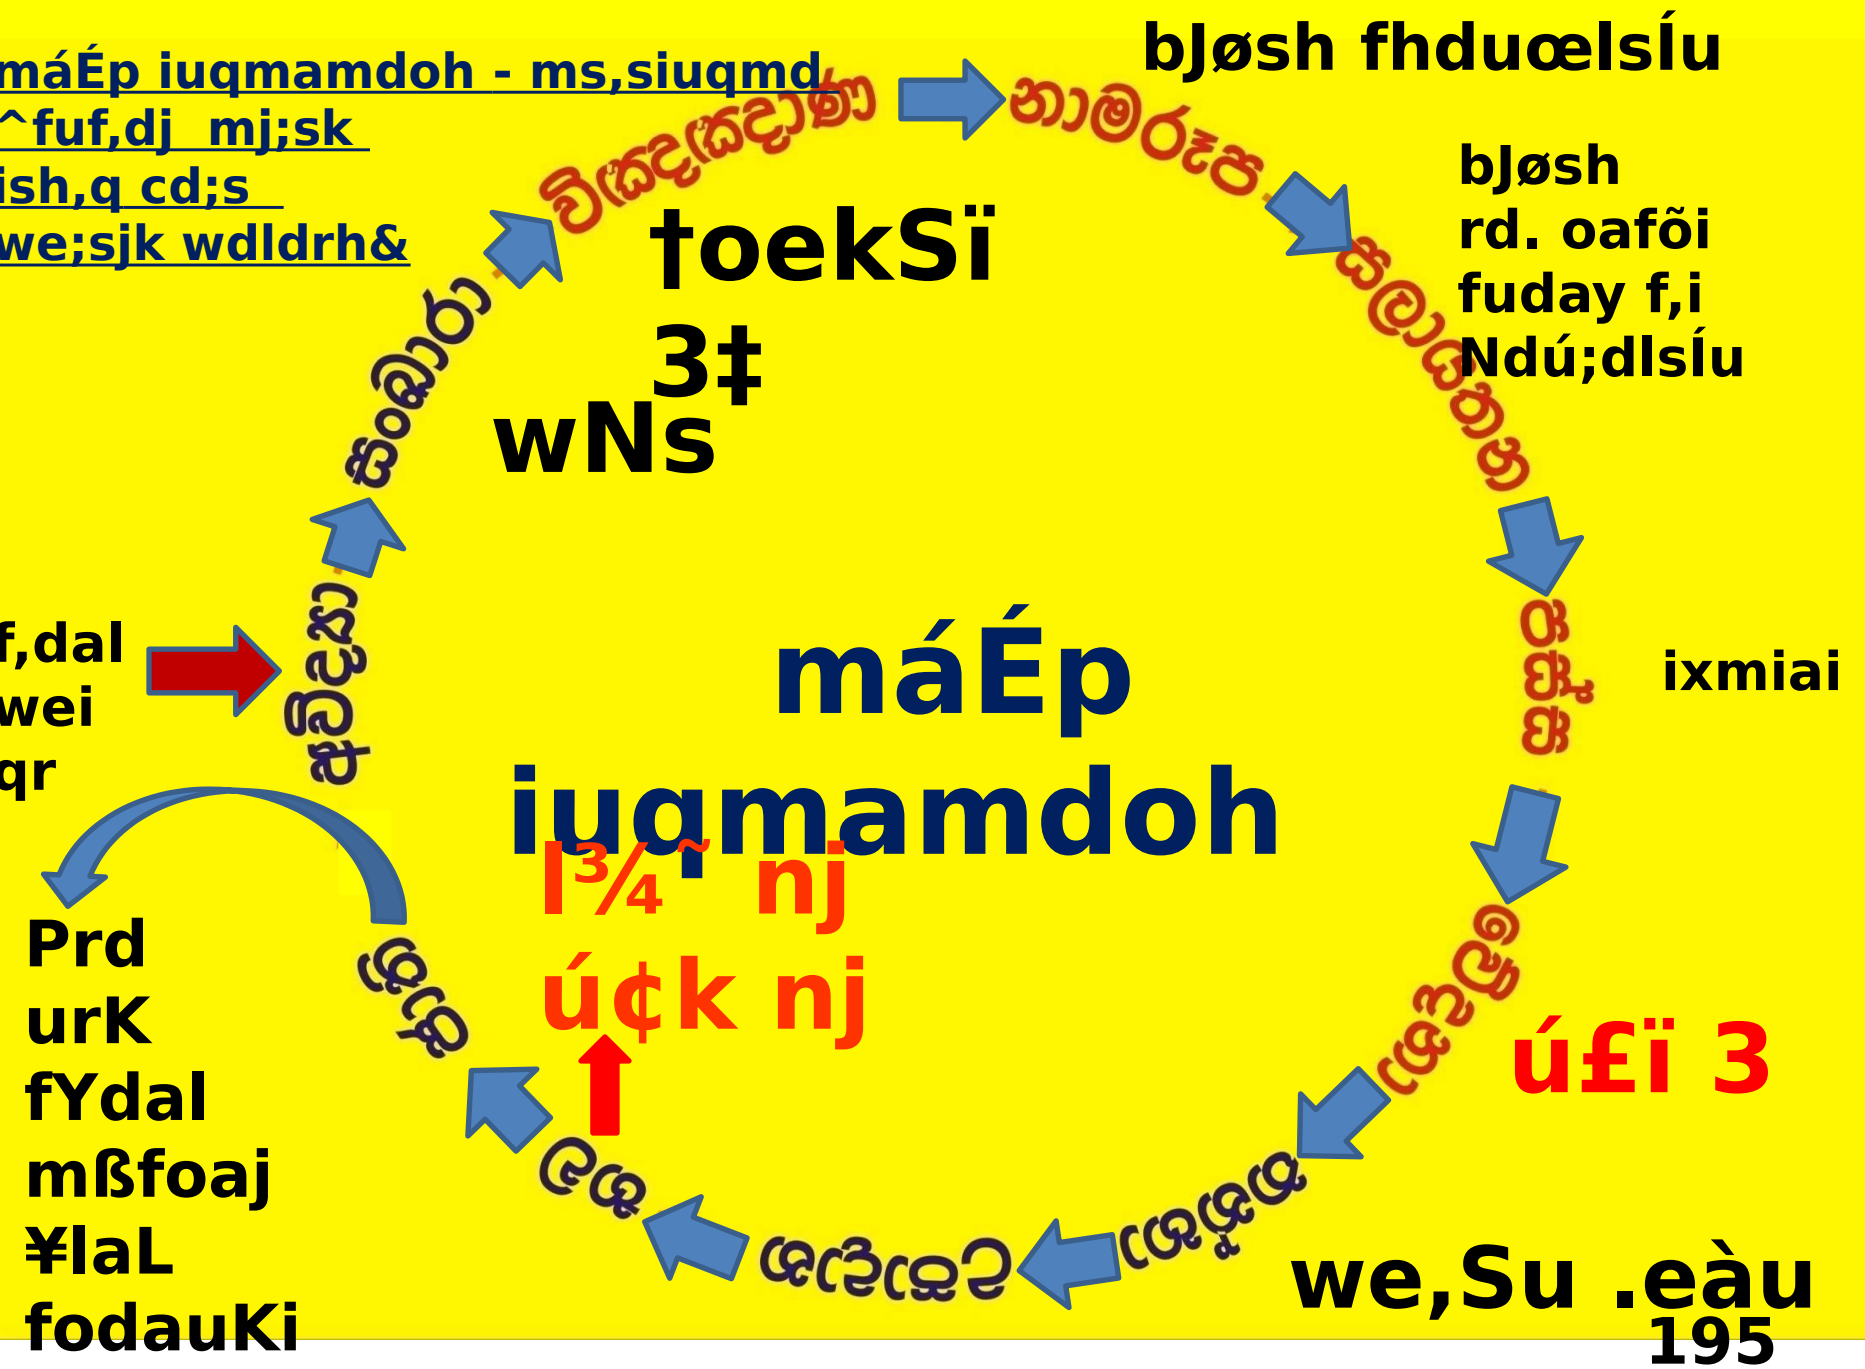 máÉp iuqmamdoh - ms,siuqmd
^fuf,dj mj;sk
ish,q cd;s
we;sjk wdldrh&
bJøsh fhduœlsÍu
විඤ්ඤාණ
නාමරූප
bJøsh
rd. oafõi
fuday f,i
Ndú;dlsÍu
†oekSï
3‡
wNs
සංඛාරා
සලායතන
f,dal
wei
qr
අවිද්‍යා
ඵස්ස
ixmiai
máÉp
iuqmamdoh
l¾˜ nj
ú¢k nj
වේදනා
ú£ï 3
Prd
urK
fYdal
mßfoaj
¥laL
fodauKi
ජාති
භව
උපාදාන
තණ්හා
we,Su .eàu
195